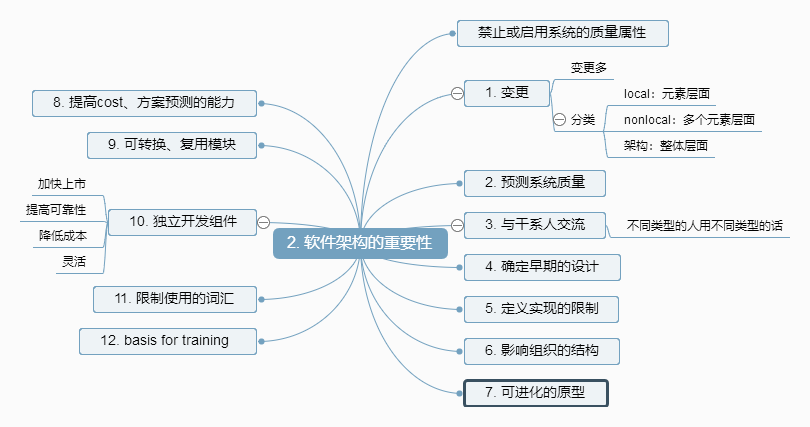 2. 软件架构的重要性
禁止或启用系统的质量属性
1. 变更
变更多
分类
local：元素层面
nonlocal：多个元素层面
架构：整体层面
2. 预测系统质量
3. 与干系人交流
不同类型的人用不同类型的话
4. 确定早期的设计
5. 定义实现的限制
6. 影响组织的结构
7. 可进化的原型
8. 提高cost、方案预测的能力
9. 可转换、复用模块
10. 独立开发组件
加快上市
提高可靠性
降低成本
灵活
11. 限制使用的词汇
12. basis for training